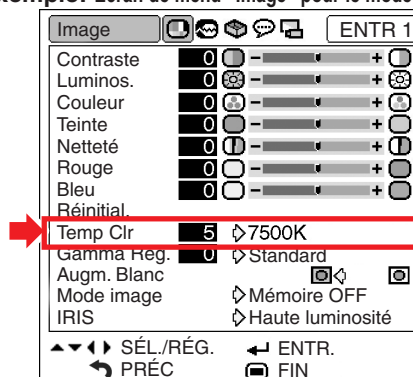 Image ENTR 1
Contraste 0 - +
Luminos. 0 - +
Couleur 0 - +
Teinte 0 - +
Netteté 0 - +
Rouge 0 - +
Bleu 0 - +
Réinitial.
Temp Clr 5 7500K
Gamma Rég. 0 Standard
Augm. Blanc
Mode image Mémoire OFF
IRIS Haute luminosité
SÉL./RÉG. ENTR.
PRÉC FIN